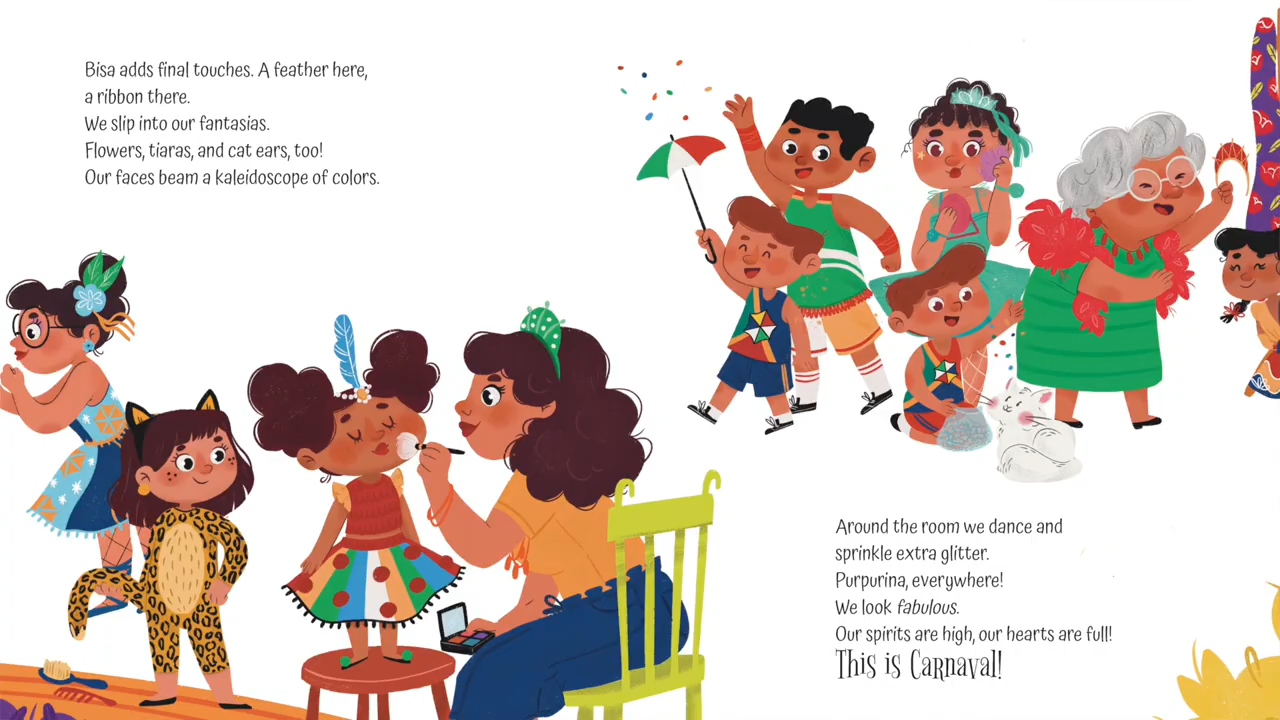 Bisa adds final touches. A feather here,
a ribbon there.
We slip into our fantasias.
Flowers, tiaras, and cat ears, too!
Our faces beam a kaleidoscope of colors.
Around the room we dance and
sprinkle extra glitter.
Purpurina, everywhere!
We look fabulous.
Our spirits are high, our hearts are full!
This is Carnaval!